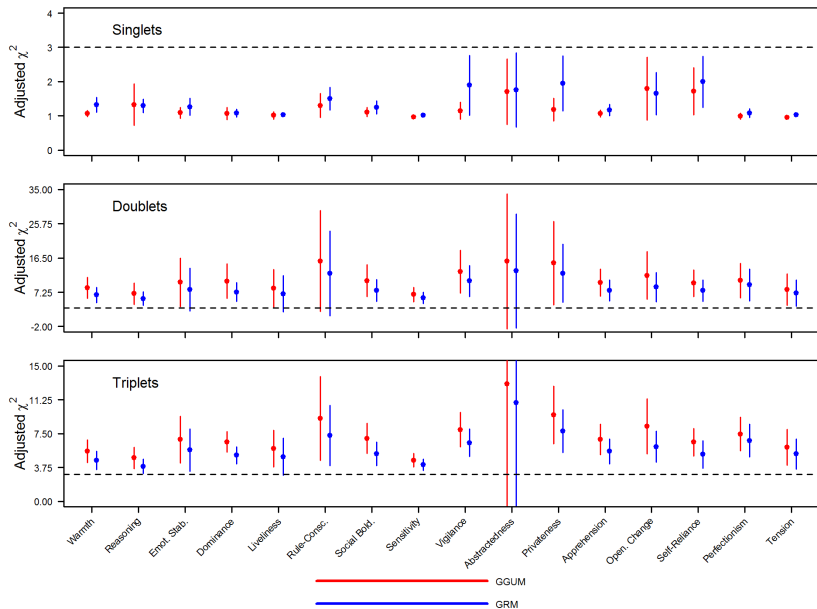 Singlets
Adjusted χ²
4
3
2
1
0
Doublets
Adjusted χ²
35.00
25.75
16.50
7.25
-2.00
Triplets
Adjusted χ²
15.00
11.25
7.50
3.75
0.00
Warmth
Reasoning
Emot. Stab.
Dominance
Liveliness
Rule-Consc.
Social Bold.
Sensitivity
Vigilance
Abstractedness
Privateness
Apprehension
Open. Change
Self-Reliance
Perfectionism
Tension
GGUM
GRM